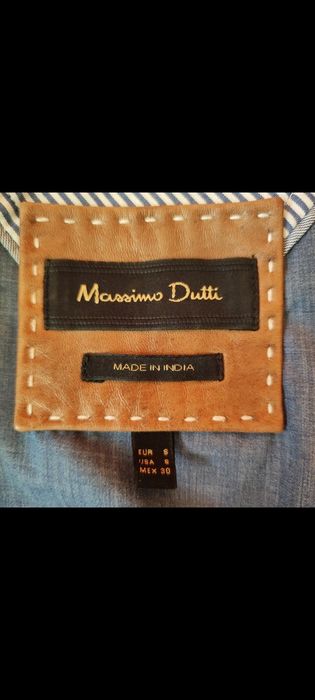 Massimo Dutti
MADE IN INDIA
EUR S
USA S
MEX 30